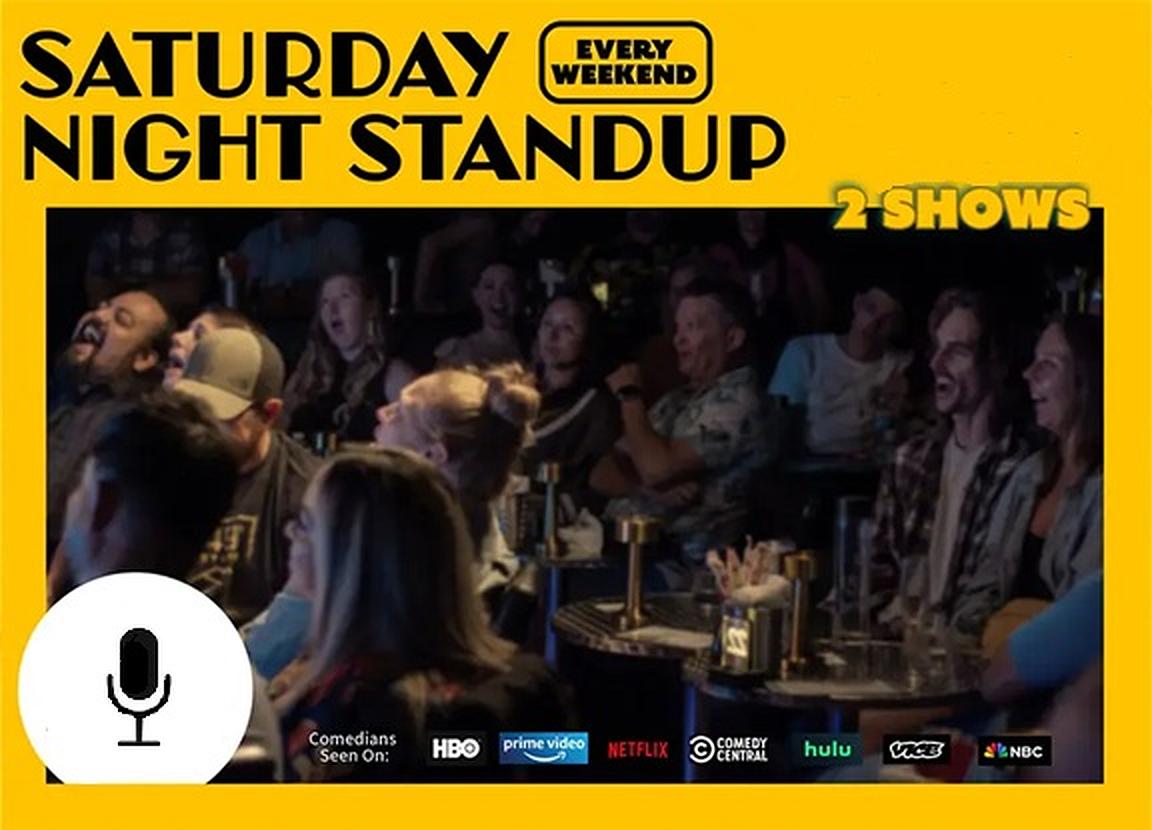 SATURDAY
EVERY
WEEKEND
NIGHT STANDUP
2 SHOWS
Comedians
Seen On:
HBO
prime video
NETFLIX
COMEDY
CENTRAL
hulu
VICE
NBC